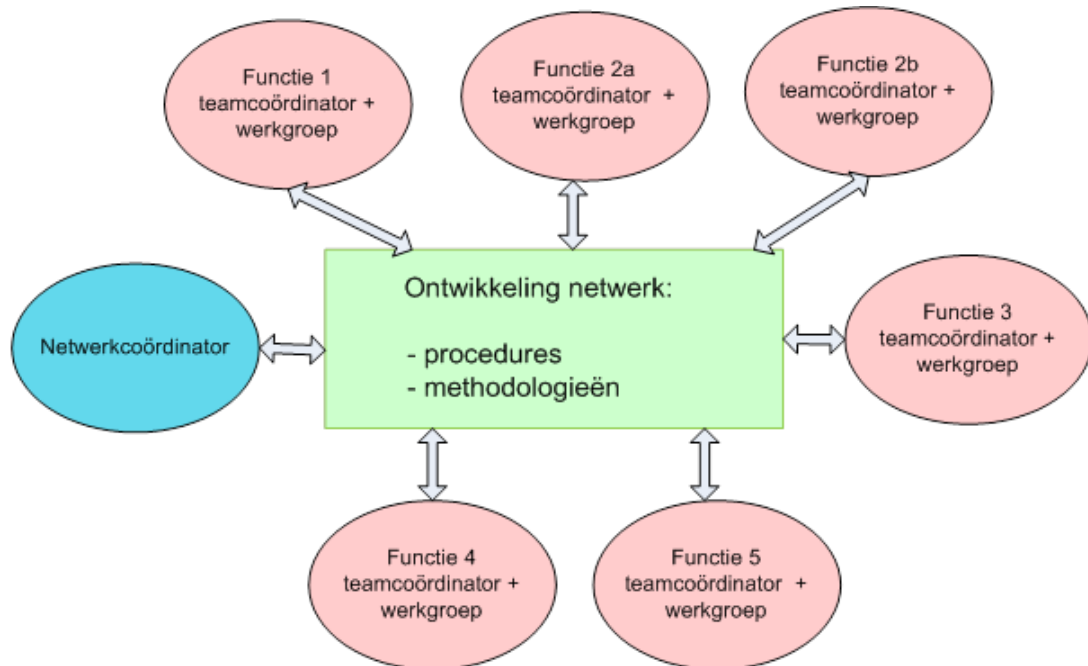 Functie 1
teamcoördinator +
werkgroep
Functie 2a
teamcoördinator +
werkgroep
Functie 2b
teamcoördinator +
werkgroep
Netwerkcoördinator
Ontwikkeling netwerk:
- procedures
- methodologieën
Functie 3
teamcoördinator +
werkgroep
Functie 4
teamcoördinator +
werkgroep
Functie 5
teamcoördinator +
werkgroep